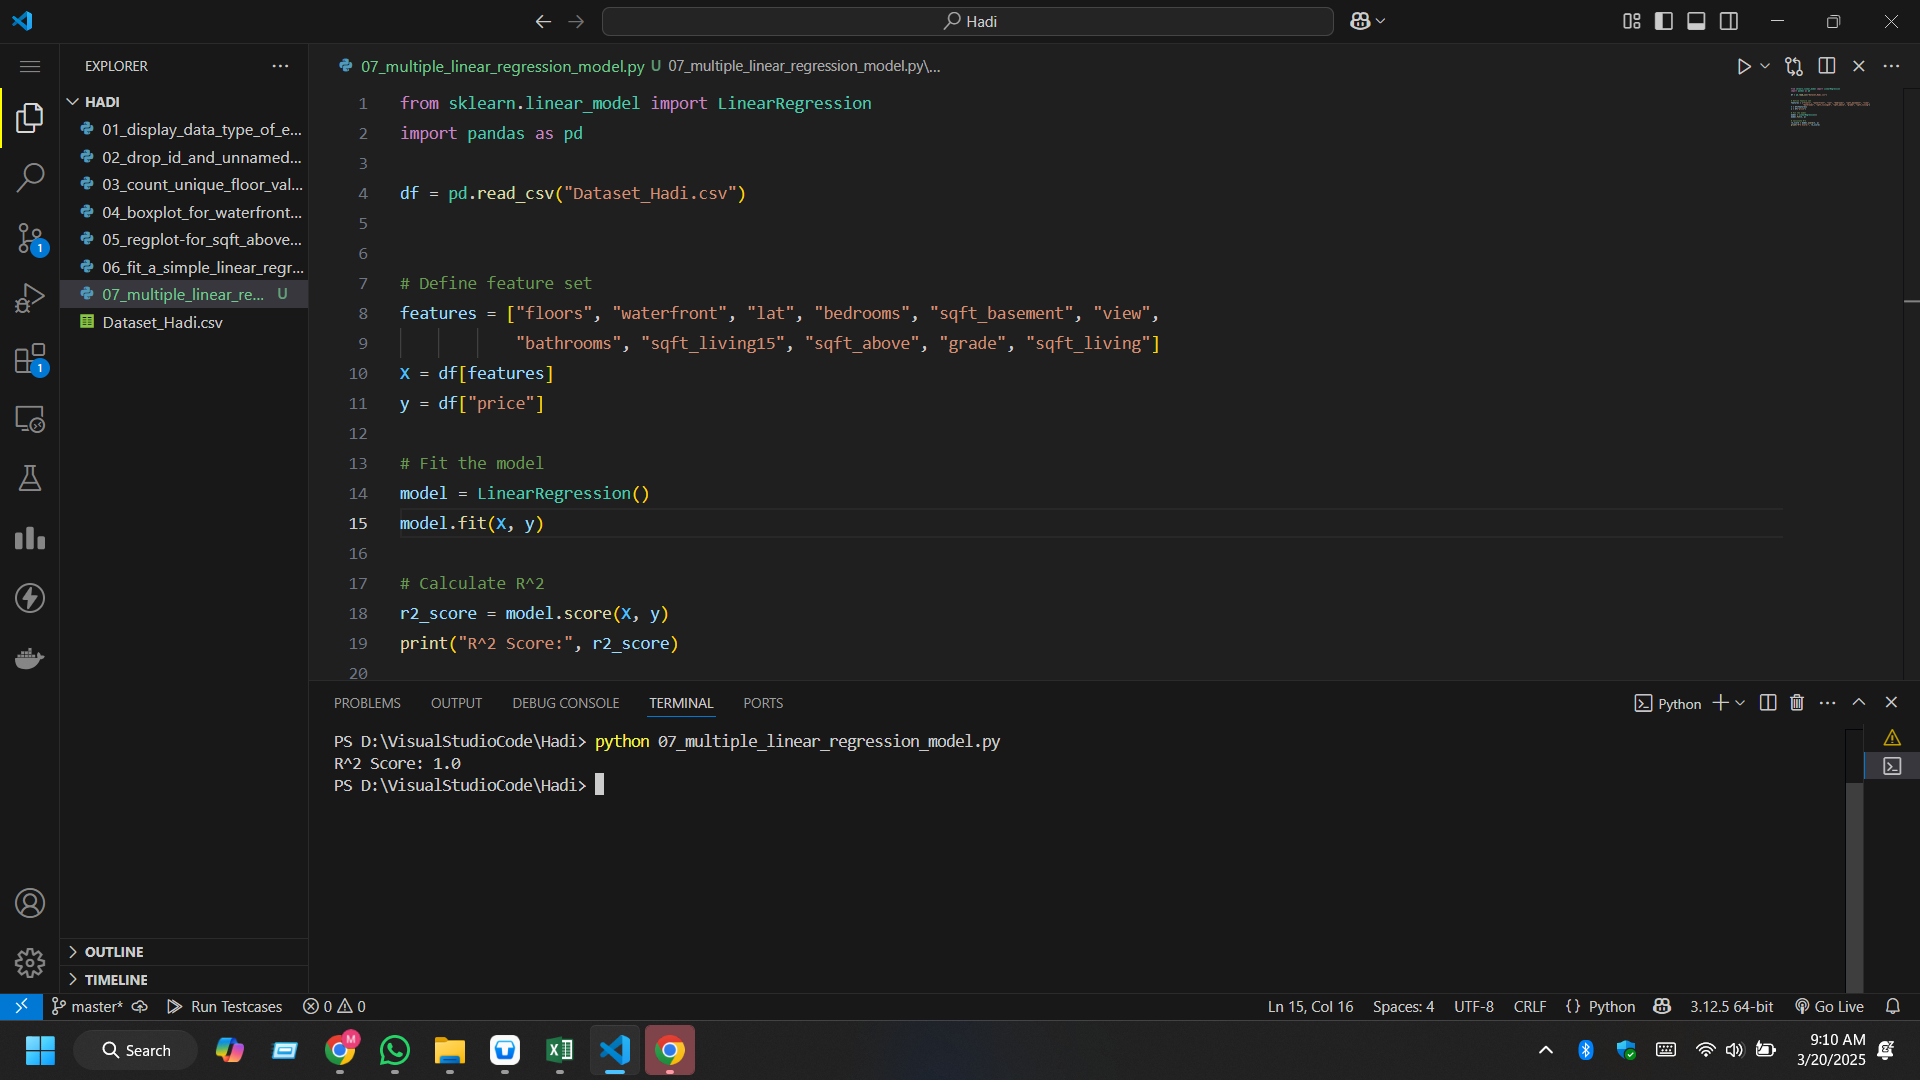 Hadi
EXPLORER
HADI
01_display_data_type_of_e...
02_drop_id_and_unnamed...
03_count_unique_floor_val...
04_boxplot_for_waterfront...
05_regplot-for_sqft_above...
06_fit_a_simple_linear_regr...
07_multiple_linear_re... U
Dataset_Hadi.csv
1
1
OUTLINE
TIMELINE
07_multiple_linear_regression_model.py U 07_multiple_linear_regression_model.py\...
1 from sklearn.linear_model import LinearRegression
2 import pandas as pd
3
4 df = pd.read_csv("Dataset_Hadi.csv")
5
6
7 # Define feature set
8 features = ["floors", "waterfront", "lat", "bedrooms", "sqft_basement", "view",
9 "bathrooms", "sqft_living15", "sqft_above", "grade", "sqft_living"]
10 X = df[features]
11 y = df["price"]
12
13 # Fit the model
14 model = LinearRegression()
15 model.fit(X, y)
16
17 # Calculate R^2
18 r2_score = model.score(X, y)
19 print("R^2 Score:", r2_score)
20
PROBLEMS OUTPUT DEBUG CONSOLE TERMINAL PORTS
Python
PS D:\VisualStudioCode\Hadi> python 07_multiple_linear_regression_model.py
R^2 Score: 1.0
PS D:\VisualStudioCode\Hadi>
master* Run Testcases 0 0 Ln 15, Col 16 Spaces: 4 UTF-8 CRLF {} Python 3.12.5 64-bit Go Live
Search
M
9:10 AM
3/20/2025